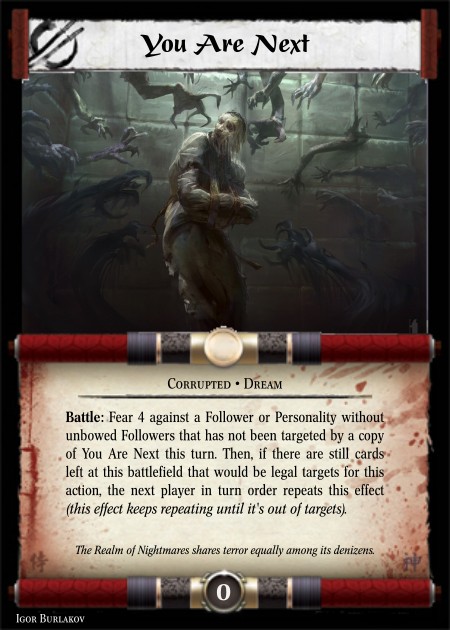 You Are Next
Corrupted • Dream
Battle: Fear 4 against a Follower or Personality without
unbowed Followers that has not been targeted by a copy
of You Are Next this turn. Then, if there are still cards
left at this battlefield that would be legal targets for this
action, the next player in turn order repeats this effect
(this effect keeps repeating until it's out of targets).
The Realm of Nightmares shares terror equally among its denizens.
0
Igor Burlakov